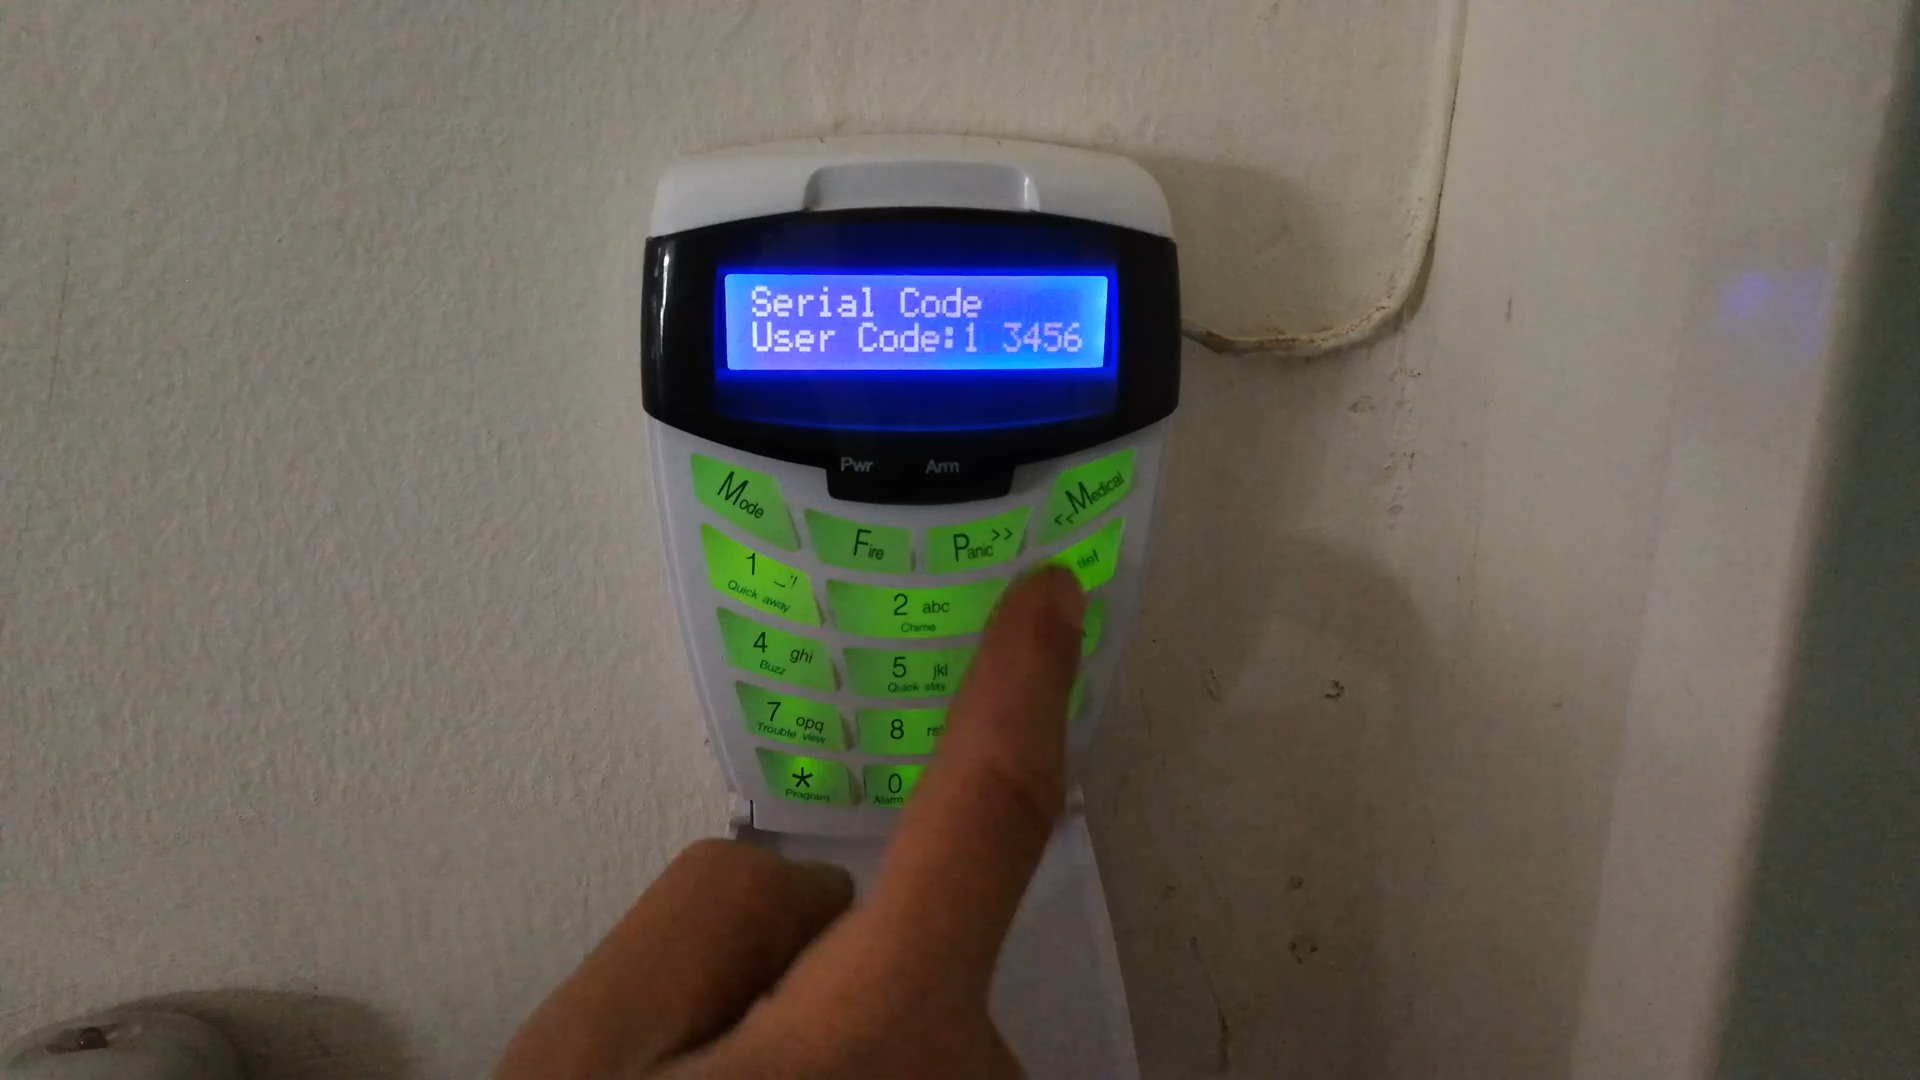 Serial Code
User Code:1 3456
Pwr Arm
Mode
Fire
Panic >>
<<Medical
1
Quick away
2 abc
Chime
4 ghi
Buzz
5 jkl
Quick stay
7 opq
Trouble view
8
*
Program
0
Alarm